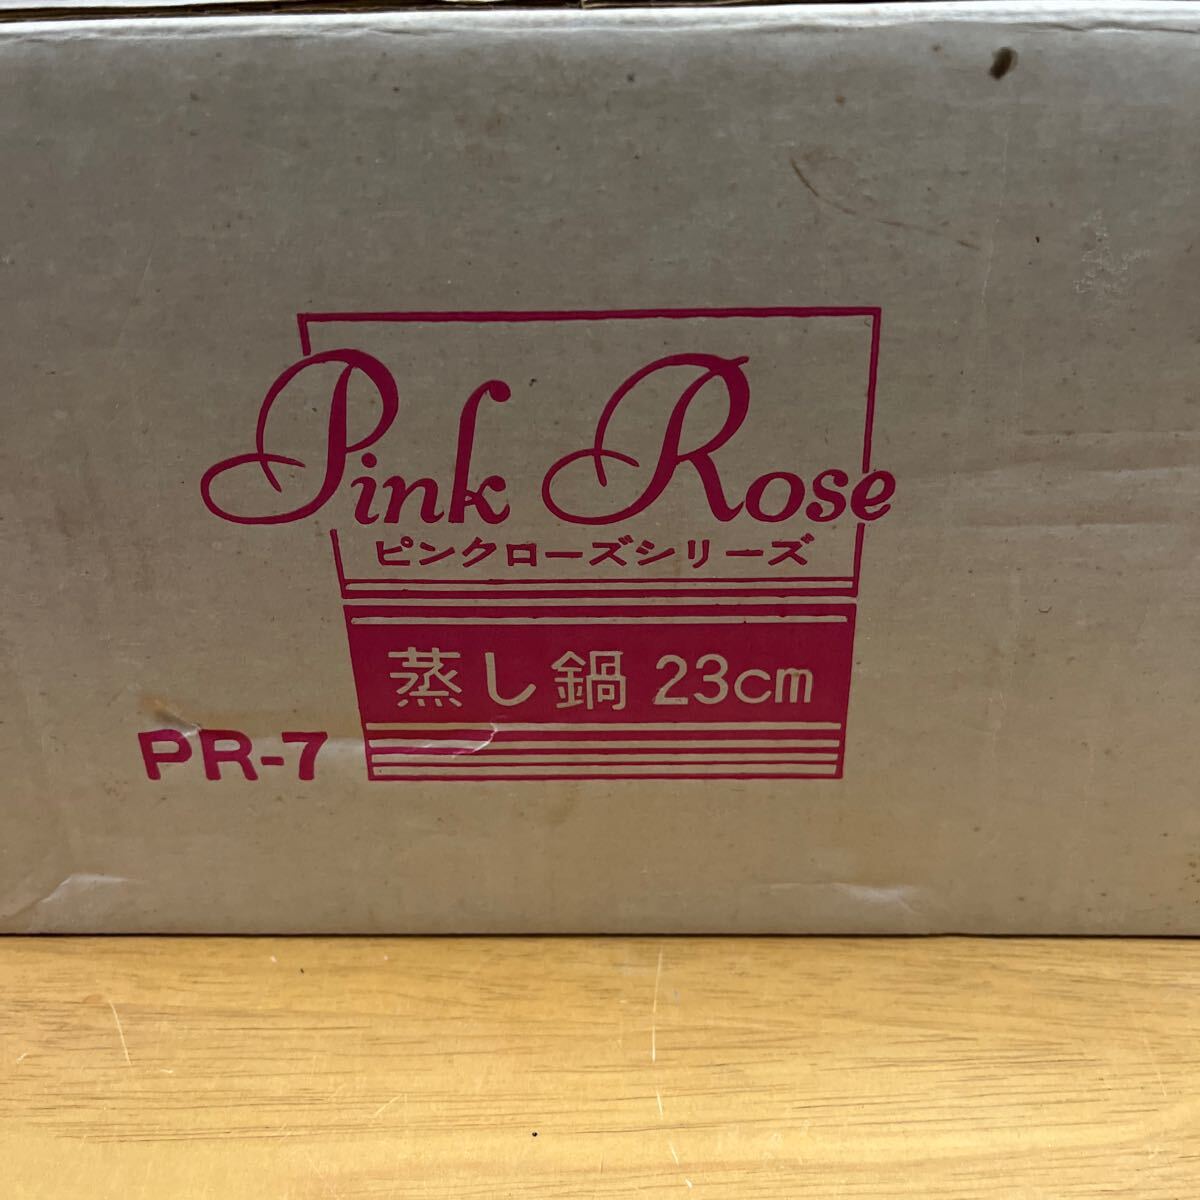 Pink Rose
ピンクローズシリーズ
蒸し鍋 23cm
PR-7